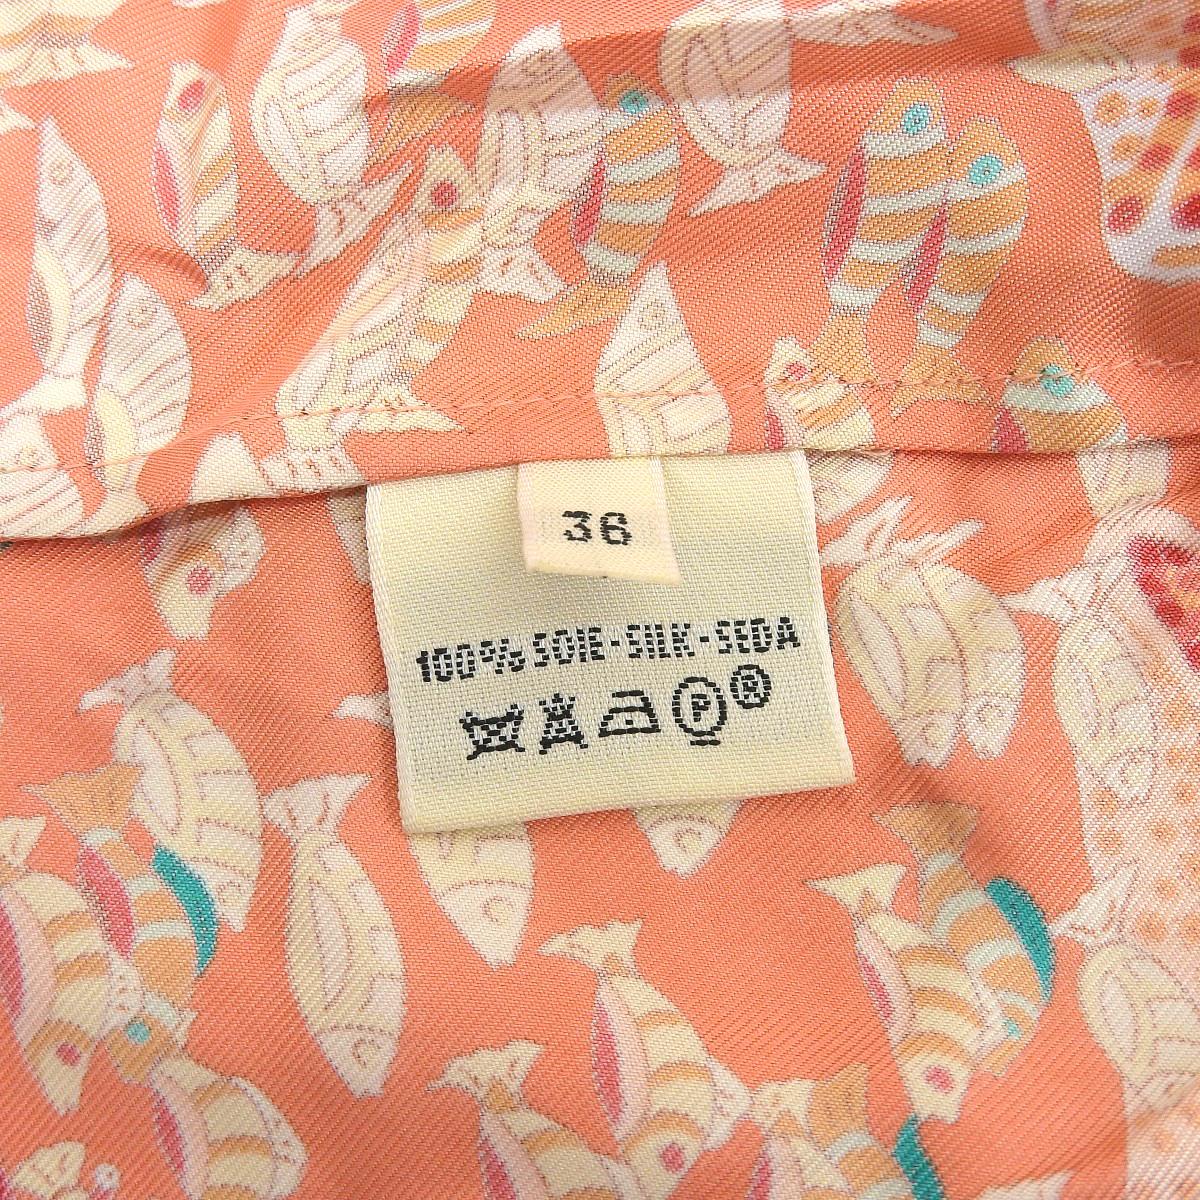 36
100% SOIE - SILK - SEDA
P ®